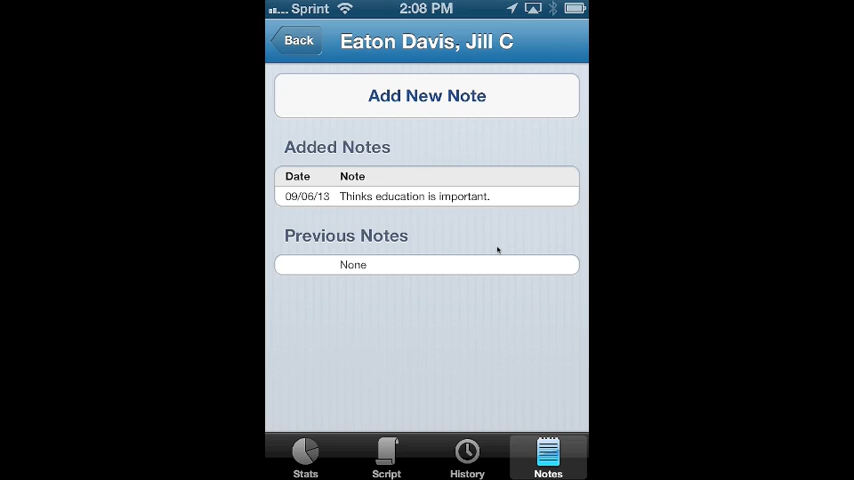 Sprint 2:08 PM
Back Eaton Davis, Jill C
Add New Note
Added Notes
Date Note
09/06/13 Thinks education is important.
Previous Notes
None
Stats Script History Notes